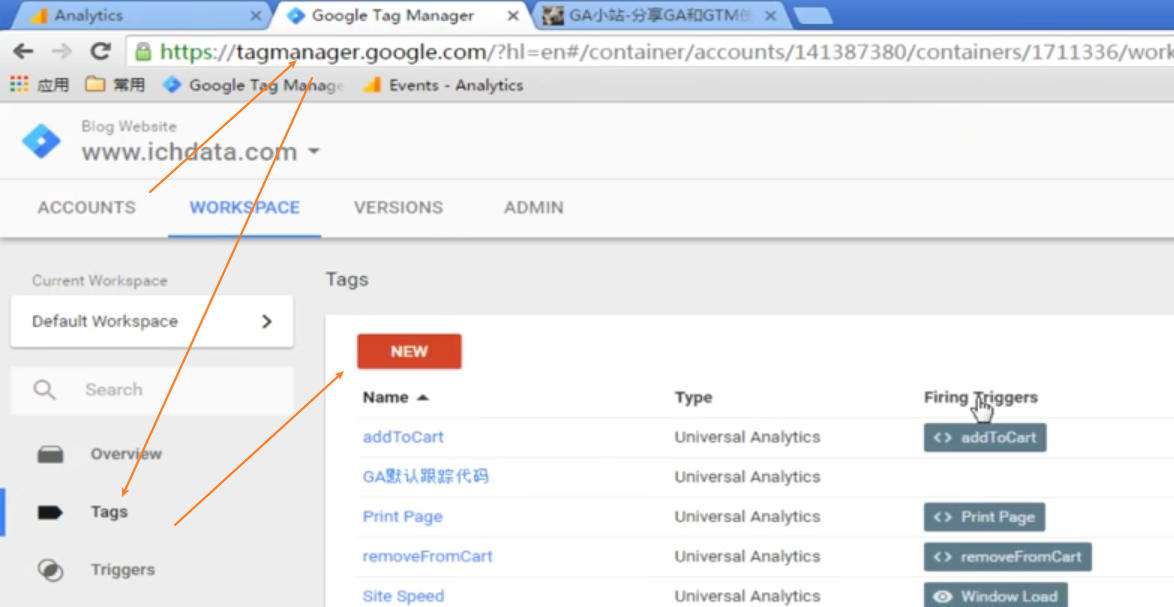 Analytics
Google Tag Manager
GA小站-分享GA和GTM
https://tagmanager.google.com/?hl=en#/container/accounts/141387380/containers/1711336/work
应用
常用
Google Tag Manage
Events - Analytics
Blog Website
www.ichdata.com
ACCOUNTS
WORKSPACE
VERSIONS
ADMIN
Current Workspace
Default Workspace
Search
Overview
Tags
Triggers
Tags
NEW
Name
Type
Firing Triggers
addToCart
Universal Analytics
<> addToCart
GA默认跟踪代码
Universal Analytics
Print Page
Universal Analytics
<> Print Page
removeFromCart
Universal Analytics
<> removeFromCart
Site Speed
Universal Analytics
Window Load